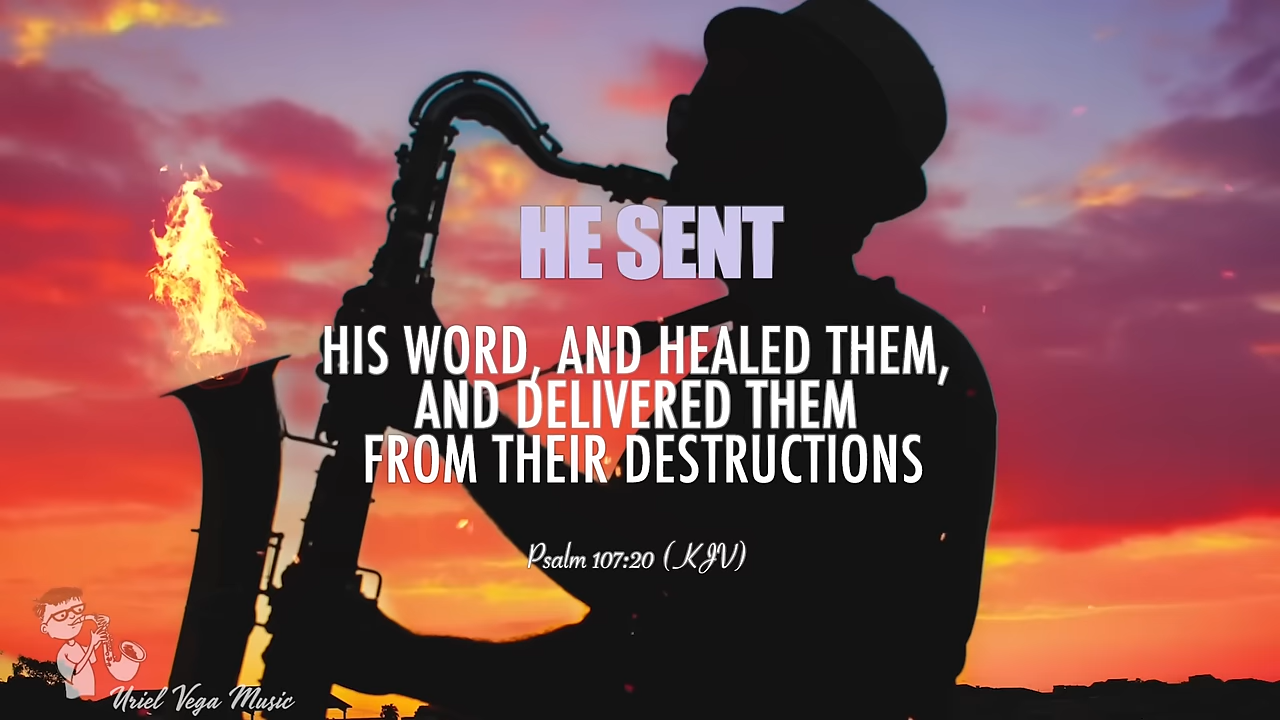 HE SENT
HIS WORD, AND HEALED THEM,
AND DELIVERED THEM
FROM THEIR DESTRUCTIONS
Psalm 107:20 (KJV)
Uriel Vega Music